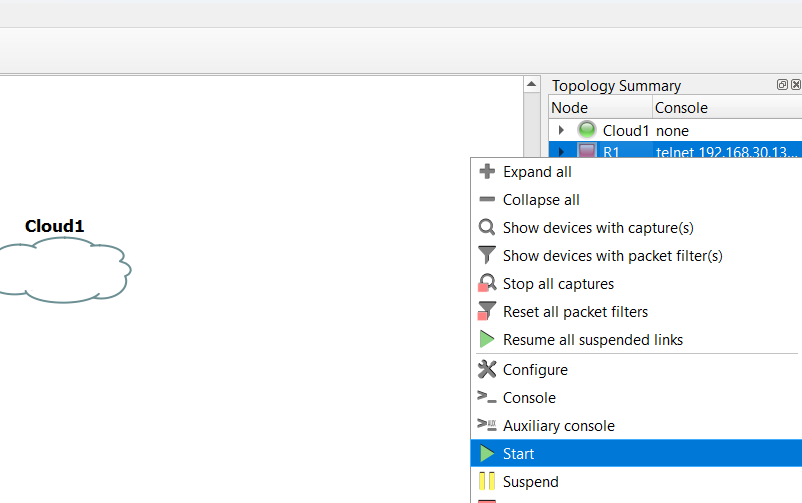 Topology Summary
Node Console
Cloud1 none
R1 telnet 192.168.30.13...
Expand all
Collapse all
Cloud1
Show devices with capture(s)
Show devices with packet filter(s)
Stop all captures
Reset all packet filters
Resume all suspended links
Configure
Console
Auxiliary console
Start
Suspend